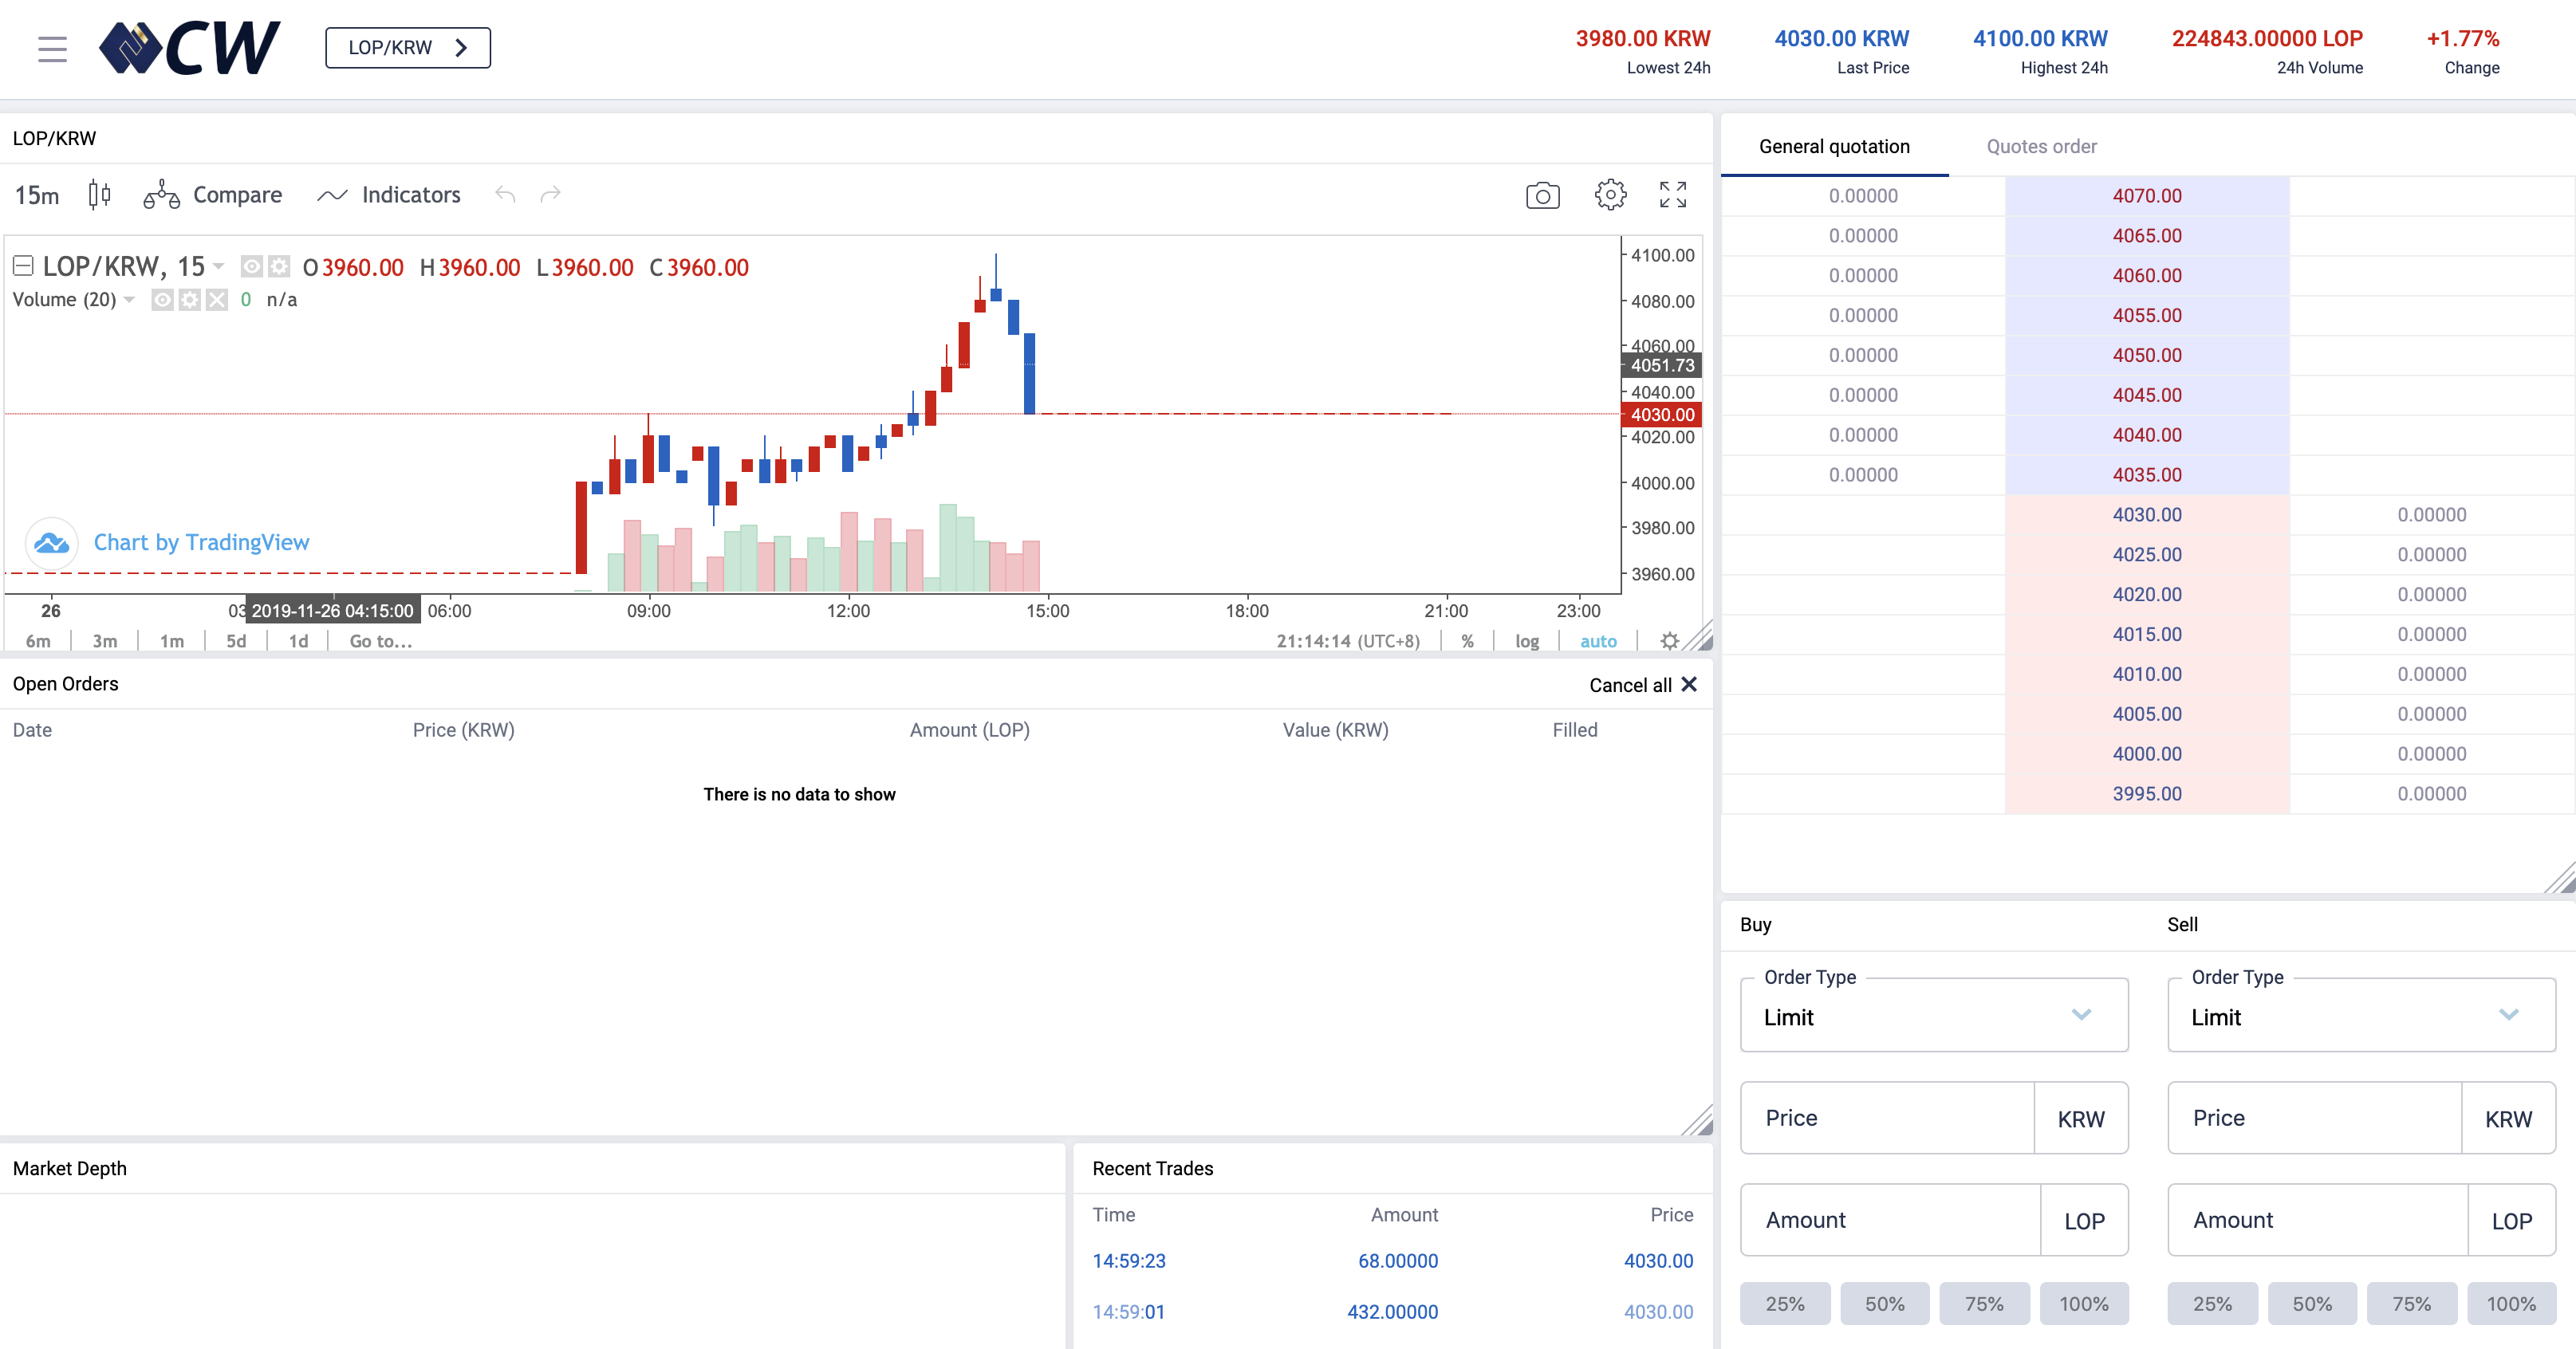 CW
LOP/KRW
3980.00 KRW
Lowest 24h
4030.00 KRW
Last Price
4100.00 KRW
Highest 24h
224843.00000 LOP
24h Volume
+1.77%
Change
LOP/KRW
15m Compare Indicators
LOP/KRW, 15 O3960.00 H3960.00 L3960.00 C3960.00
Volume (20) 0 n/a
4100.00
4080.00
4060.00
4051.73
4040.00
4030.00
4020.00
4000.00
3980.00
3960.00
Chart by TradingView
26 03 2019-11-26 04:15:00 06:00 09:00 12:00 15:00 18:00 21:00 23:00
6m 3m 1m 5d 1d Go to... 21:14:14 (UTC+8) % log auto
Open Orders Cancel all
Date Price (KRW) Amount (LOP) Value (KRW) Filled
There is no data to show
Market Depth
Recent Trades
Time Amount Price
14:59:23 68.00000 4030.00
14:59:01 432.00000 4030.00
General quotation Quotes order
0.00000 4070.00
0.00000 4065.00
0.00000 4060.00
0.00000 4055.00
0.00000 4050.00
0.00000 4045.00
0.00000 4040.00
0.00000 4035.00
4030.00 0.00000
4025.00 0.00000
4020.00 0.00000
4015.00 0.00000
4010.00 0.00000
4005.00 0.00000
4000.00 0.00000
3995.00 0.00000
Buy
Order Type
Limit
Price KRW
Amount LOP
25% 50% 75% 100%
Sell
Order Type
Limit
Price KRW
Amount LOP
25% 50% 75% 100%